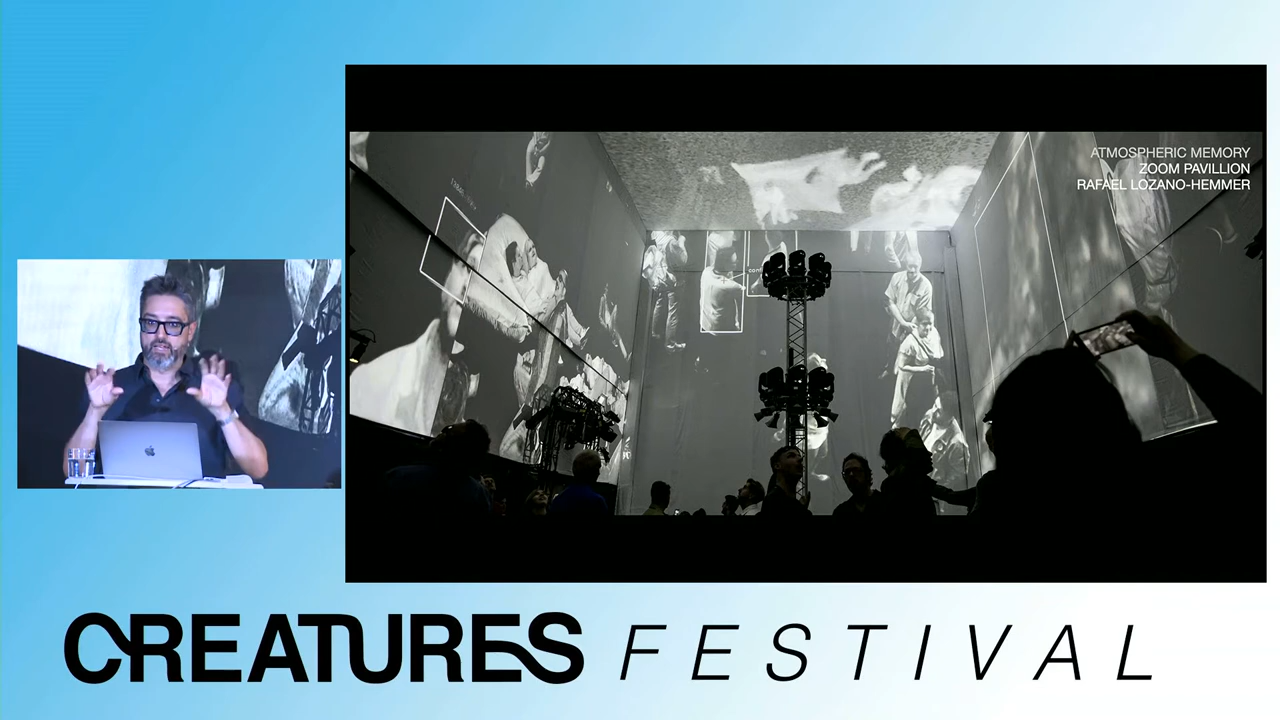 ATMOSPHERIC MEMORY
ZOOM PAVILLION
RAFAEL LOZANO-HEMMER
CREATURES FESTIVAL